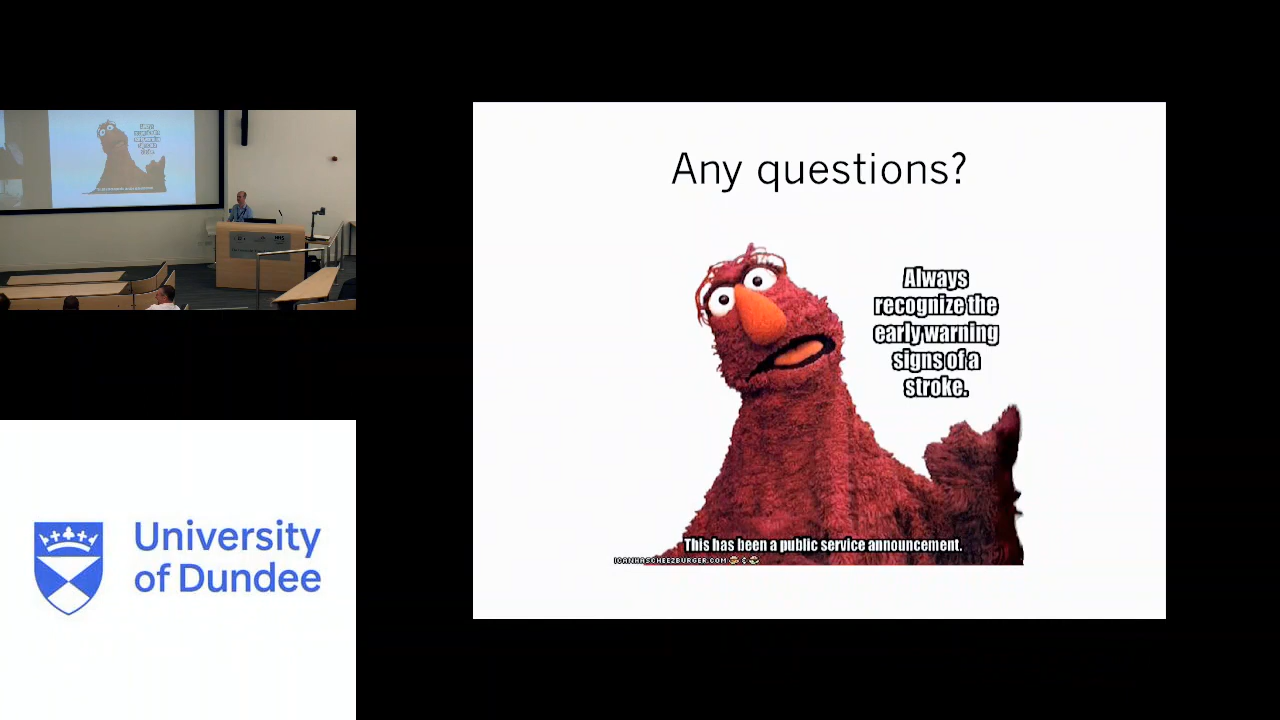 Any questions?
Always
recognize the
early warning
signs of a
stroke.
This has been a public service announcement.
ICANHASCHEEZBURGER.COM
University
of Dundee